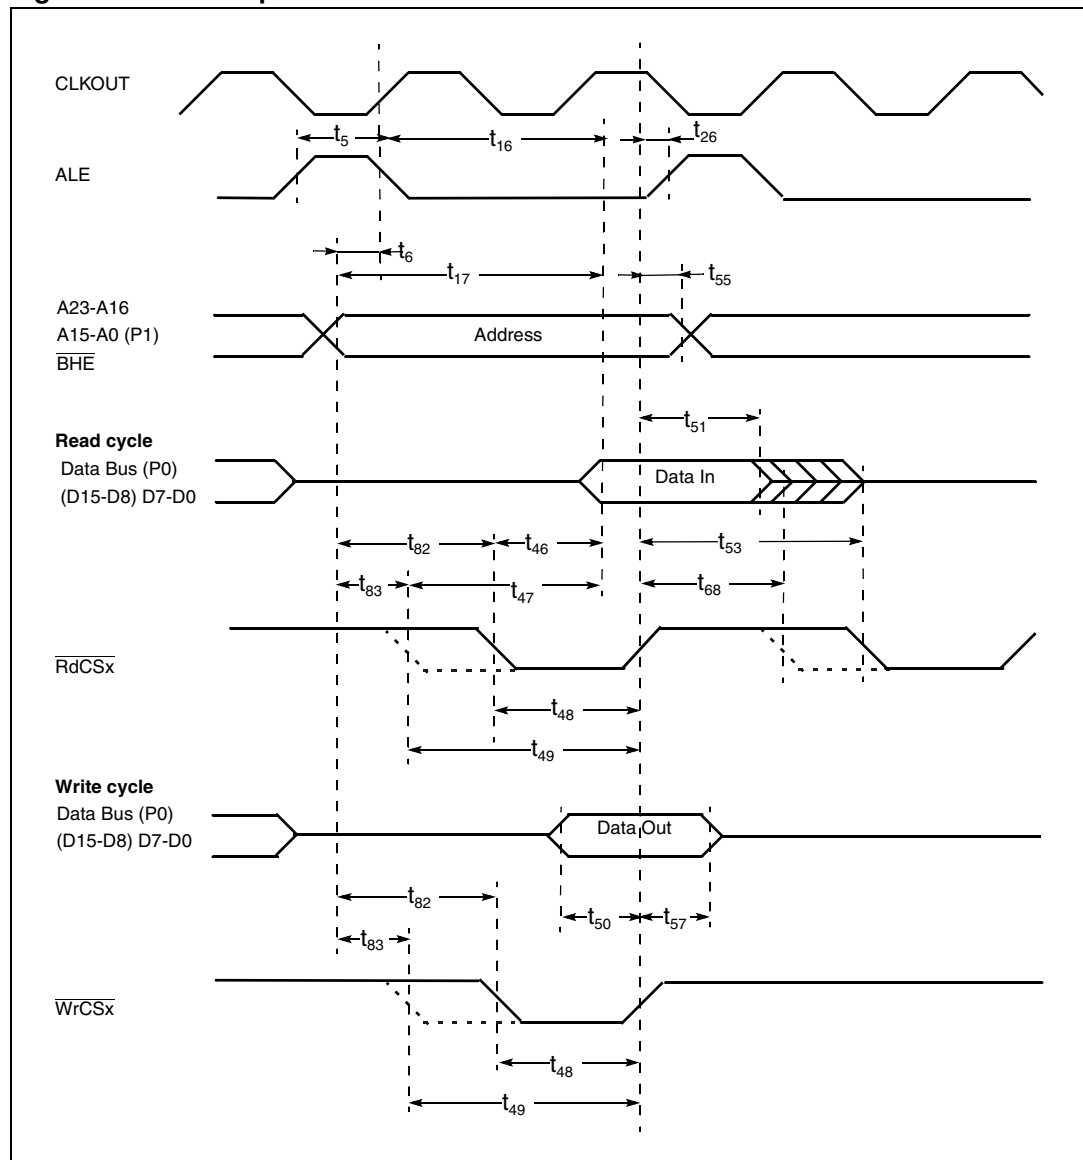 CLKOUT
t5
t16
t26
ALE
t6
t17
t55
A23-A16
A15-A0 (P1)
Address
BHE
t51
Read cycle
Data Bus (P0)
Data In
(D15-D8) D7-D0
t82
t46
t53
t83
t47
t68
RdCSx
t48
t49
Write cycle
Data Bus (P0)
Data Out
(D15-D8) D7-D0
t82
t50
t57
t83
WrCSx
t48
t49